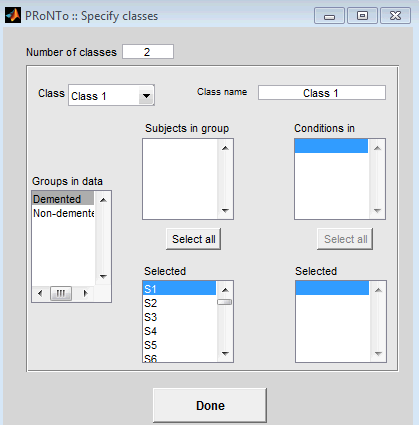 PRoNTo :: Specify classes
Number of classes 2
Class Class 1 Class name Class 1
Subjects in group Conditions in
Groups in data
Demented
Non-demente
Select all Select all
Selected Selected
S1
S2
S3
S4
S5
S6
Done